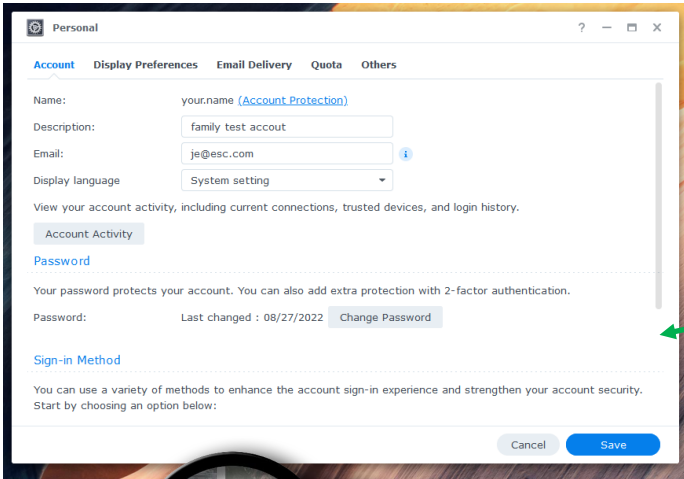 Personal
Account Display Preferences Email Delivery Quota Others
Name: your.name (Account Protection)
Description: family test accout
Email: je@esc.com
Display language System setting
View your account activity, including current connections, trusted devices, and login history.
Account Activity
Password
Your password protects your account. You can also add extra protection with 2-factor authentication.
Password: Last changed : 08/27/2022 Change Password
Sign-in Method
You can use a variety of methods to enhance the account sign-in experience and strengthen your account security.
Start by choosing an option below:
Cancel Save